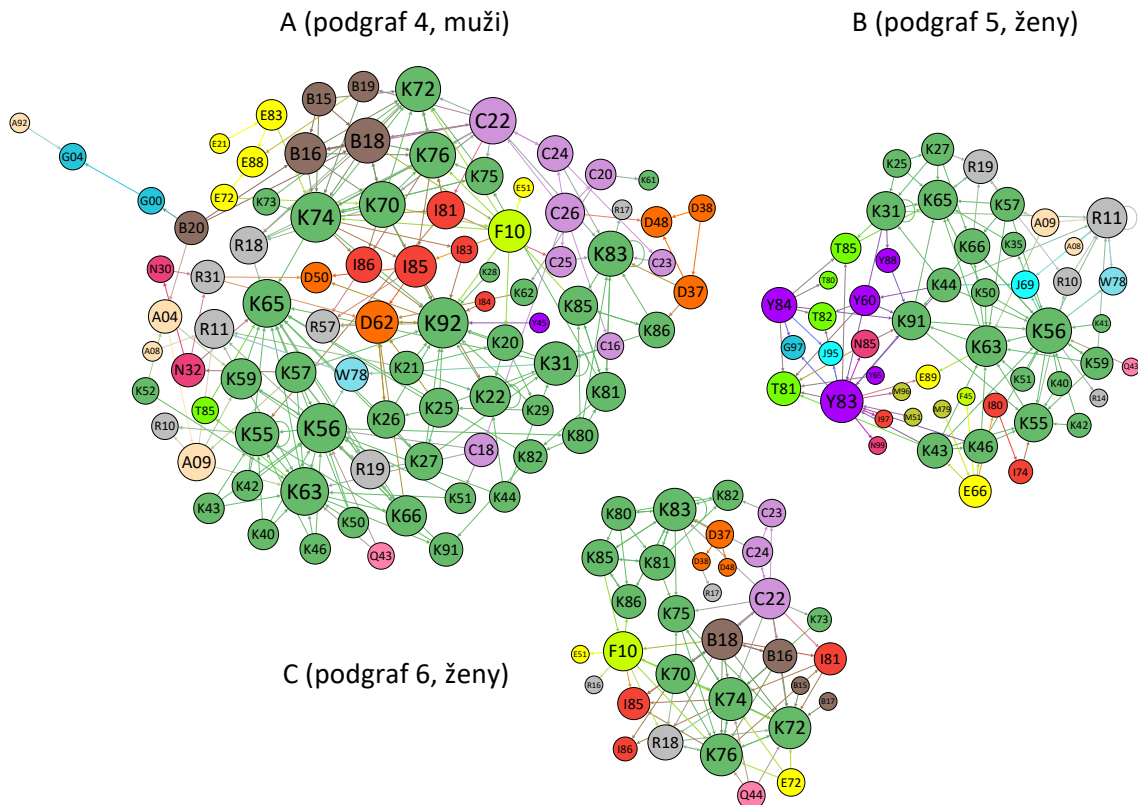 A (podgraf 4, muži)
B (podgraf 5, ženy)
A92
G04
G00
B20
E83
E21
E88
E72
B15
B19
B16
B18
K72
C22
K76
K75
K73
K74
K70
I81
E51
F10
C24
C20
K61
C26
R17
D48
D38
C25
K83
C23
D37
R18
I83
I86
I85
K28
N30
R31
D50
I84
K62
K85
K86
A04
K65
R11
R57
D62
K92
Y45
C16
A08
N32
K20
K31
K52
K59
K57
W78
K21
K22
K81
T85
K26
K25
K29
R10
K55
K56
K80
A09
R19
K27
C18
K82
K42
K63
K51
K44
K43
K66
K40
K46
K50
Q43
K91
K27
K25
R19
K65
K31
K57
A09
R11
T85
K66
K35
A08
Y88
T80
K44
J69
R10
W78
Y84
Y60
K50
T82
K91
K56
K41
G97
J95
N85
K63
K59
Q43
T81
Y65
E89
K51
K40
R14
Y83
M96
F45
I80
I97
M51
M79
K55
K42
N99
K43
K46
I74
E66
K82
K80
K83
C23
D37
K85
K81
C24
D38
D48
R17
K86
C22
K75
K73
B18
F10
B16
I81
E51
C (podgraf 6, ženy)
K70
R16
B15
I85
K74
B17
K72
I86
R18
K76
E72
Q44